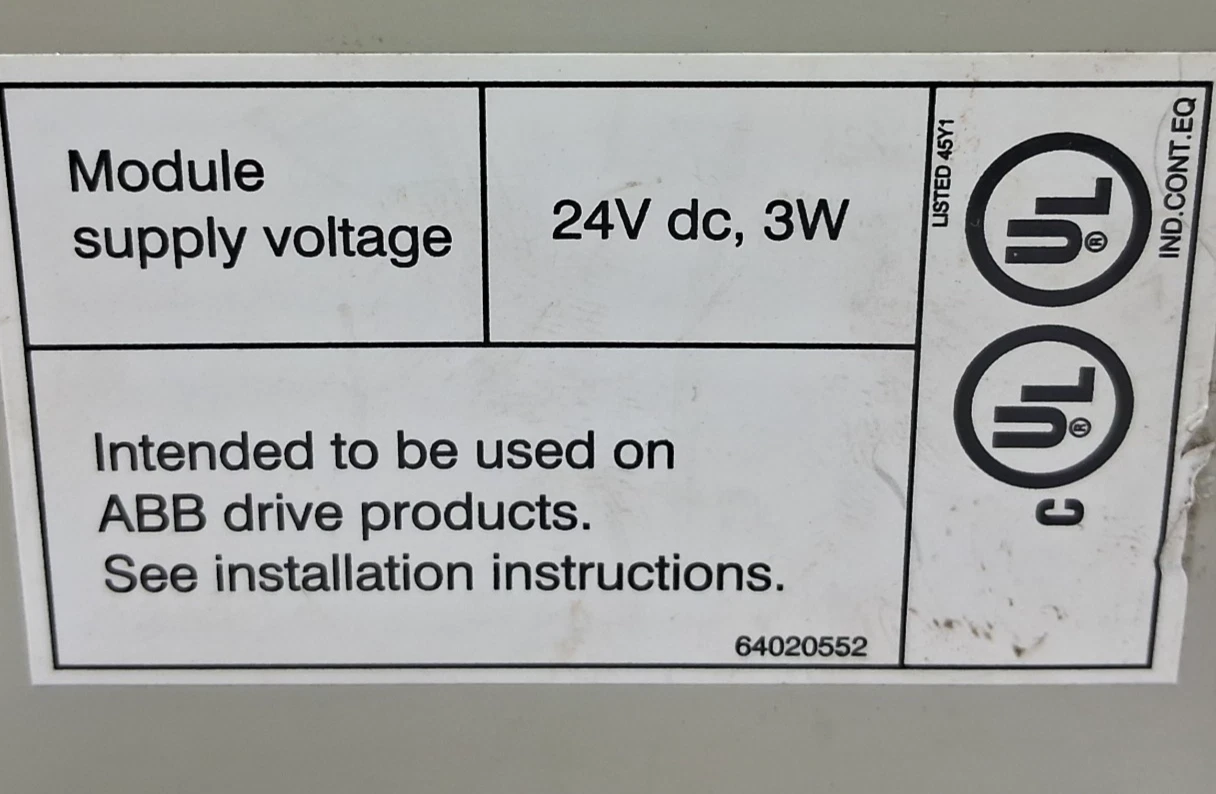 Module
supply voltage
24V dc, 3W
Intended to be used on
ABB drive products.
See installation instructions.
64020552
LISTED 45Y1
UL®
IND.CONT.EQ
C UL®